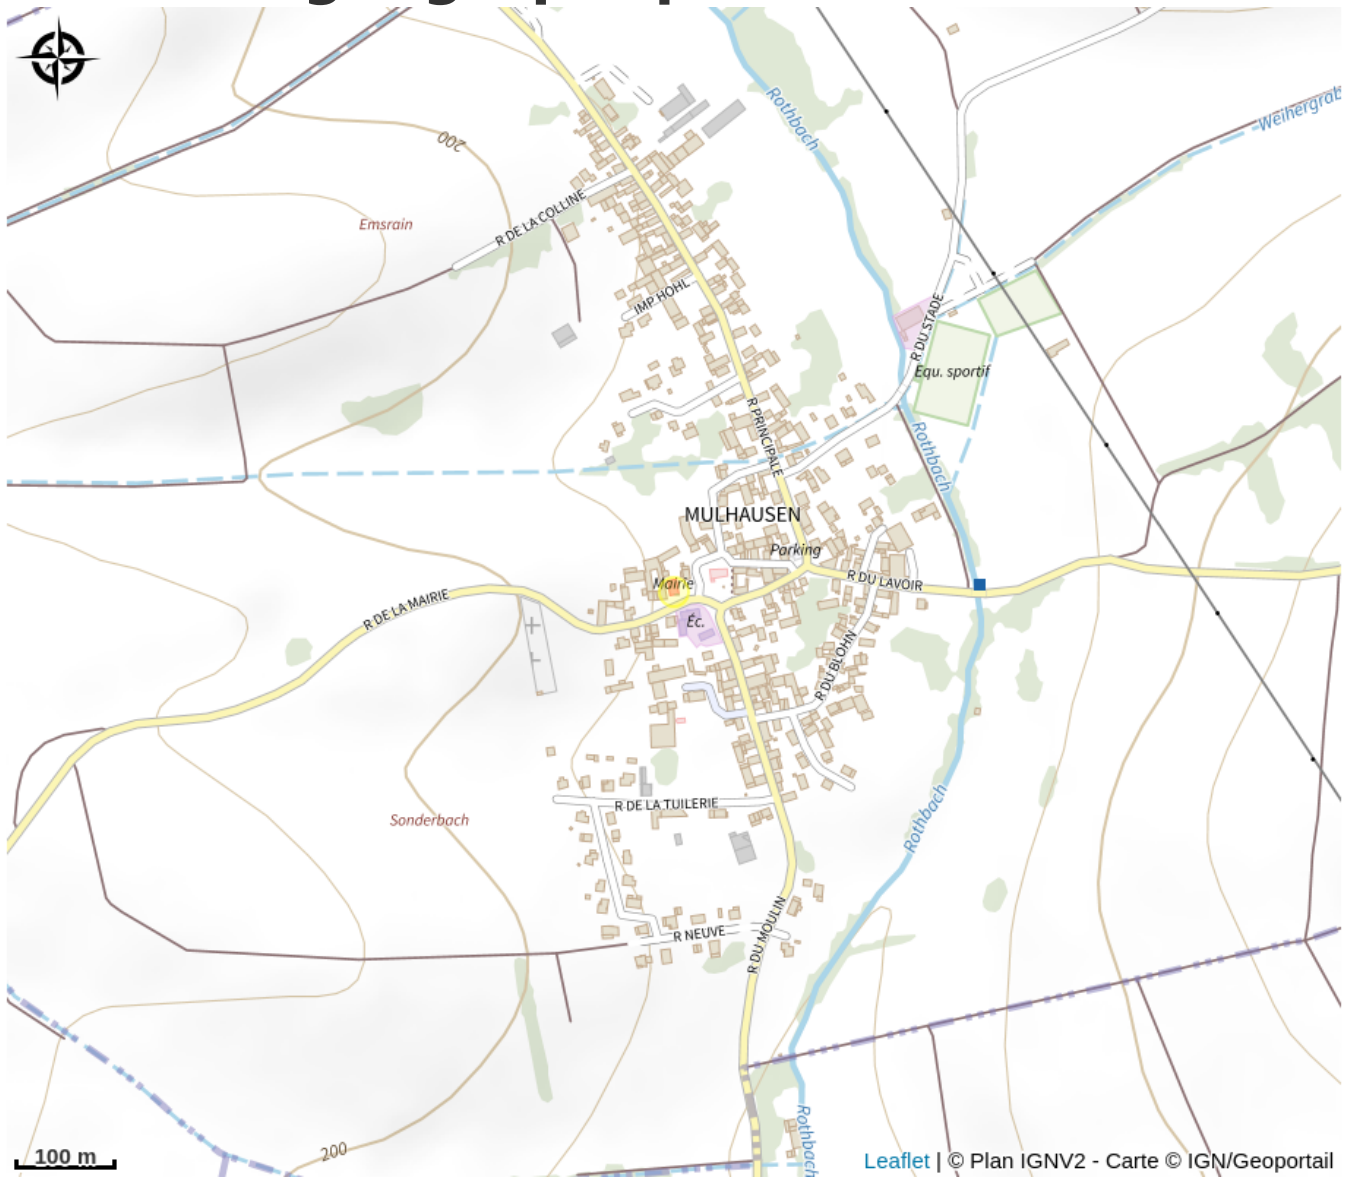 Rothbach
Weihergrab
200
R DE LA COLLINE
Emsrain
IMP HOHL
R DU STADE
Equ. sportif
R PRINCIPALE
Rothbach
MULHAUSEN
Parking
Mairie
R DU LAVOIR
R DE LA MAIRIE
Éc.
R DU BLOHN
R DE LA TUILERIE
Sonderbach
Rothbach
R NEUVE
R DU MOULIN
Rothbach
200
100 m
Leaflet | © Plan IGNV2 - Carte © IGN/Geoportail